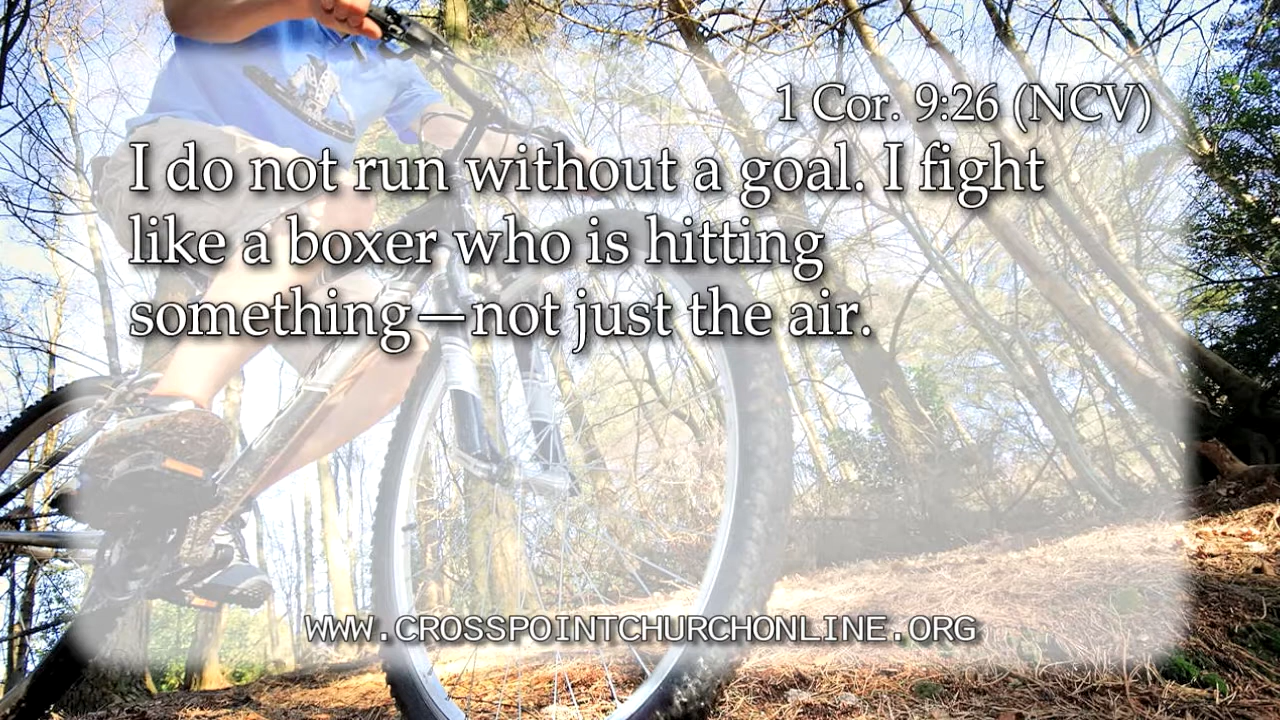 1 Cor. 9:26 (NCV)
I do not run without a goal. I fight
like a boxer who is hitting
something—not just the air.
WWW.CROSSPOINTCHURCHONLINE.ORG